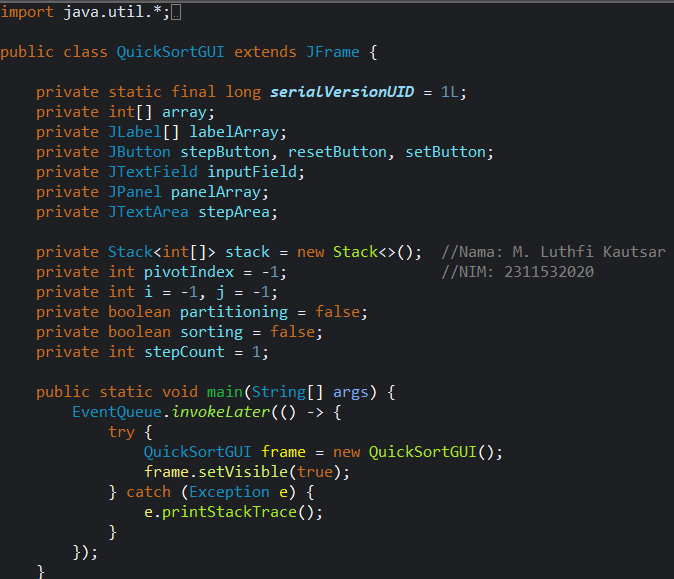 import java.util.*;
public class QuickSortGUI extends JFrame {
private static final long serialVersionUID = 1L;
private int[] array;
private JLabel[] labelArray;
private JButton stepButton, resetButton, setButton;
private JTextField inputField;
private JPanel panelArray;
private JTextArea stepArea;
private Stack<int[]> stack = new Stack<>();  //Nama: M. Luthfi Kautsar
private int pivotIndex = -1;                 //NIM: 2311532020
private int i = -1, j = -1;
private boolean partitioning = false;
private boolean sorting = false;
private int stepCount = 1;
public static void main(String[] args) {
EventQueue.invokeLater(() -> {
try {
QuickSortGUI frame = new QuickSortGUI();
frame.setVisible(true);
} catch (Exception e) {
e.printStackTrace();
}
});
}